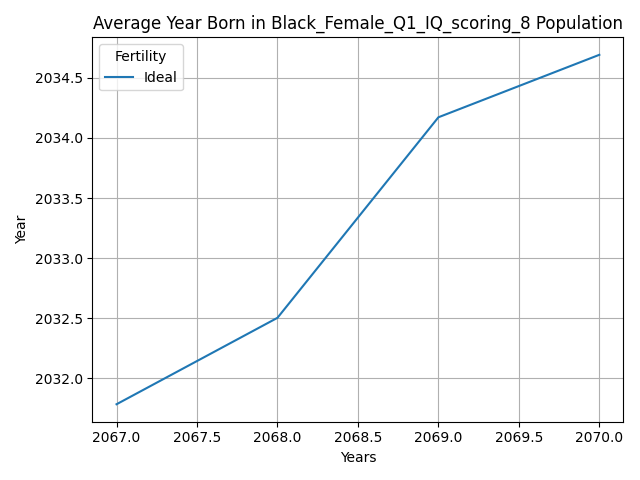 Average Year Born in Black_Female_Q1_IQ_scoring_8 Population
Fertility
Ideal
2034.5
2034.0
2033.5
2033.0
2032.5
2032.0
Year
2067.0 2067.5 2068.0 2068.5 2069.0 2069.5 2070.0
Years